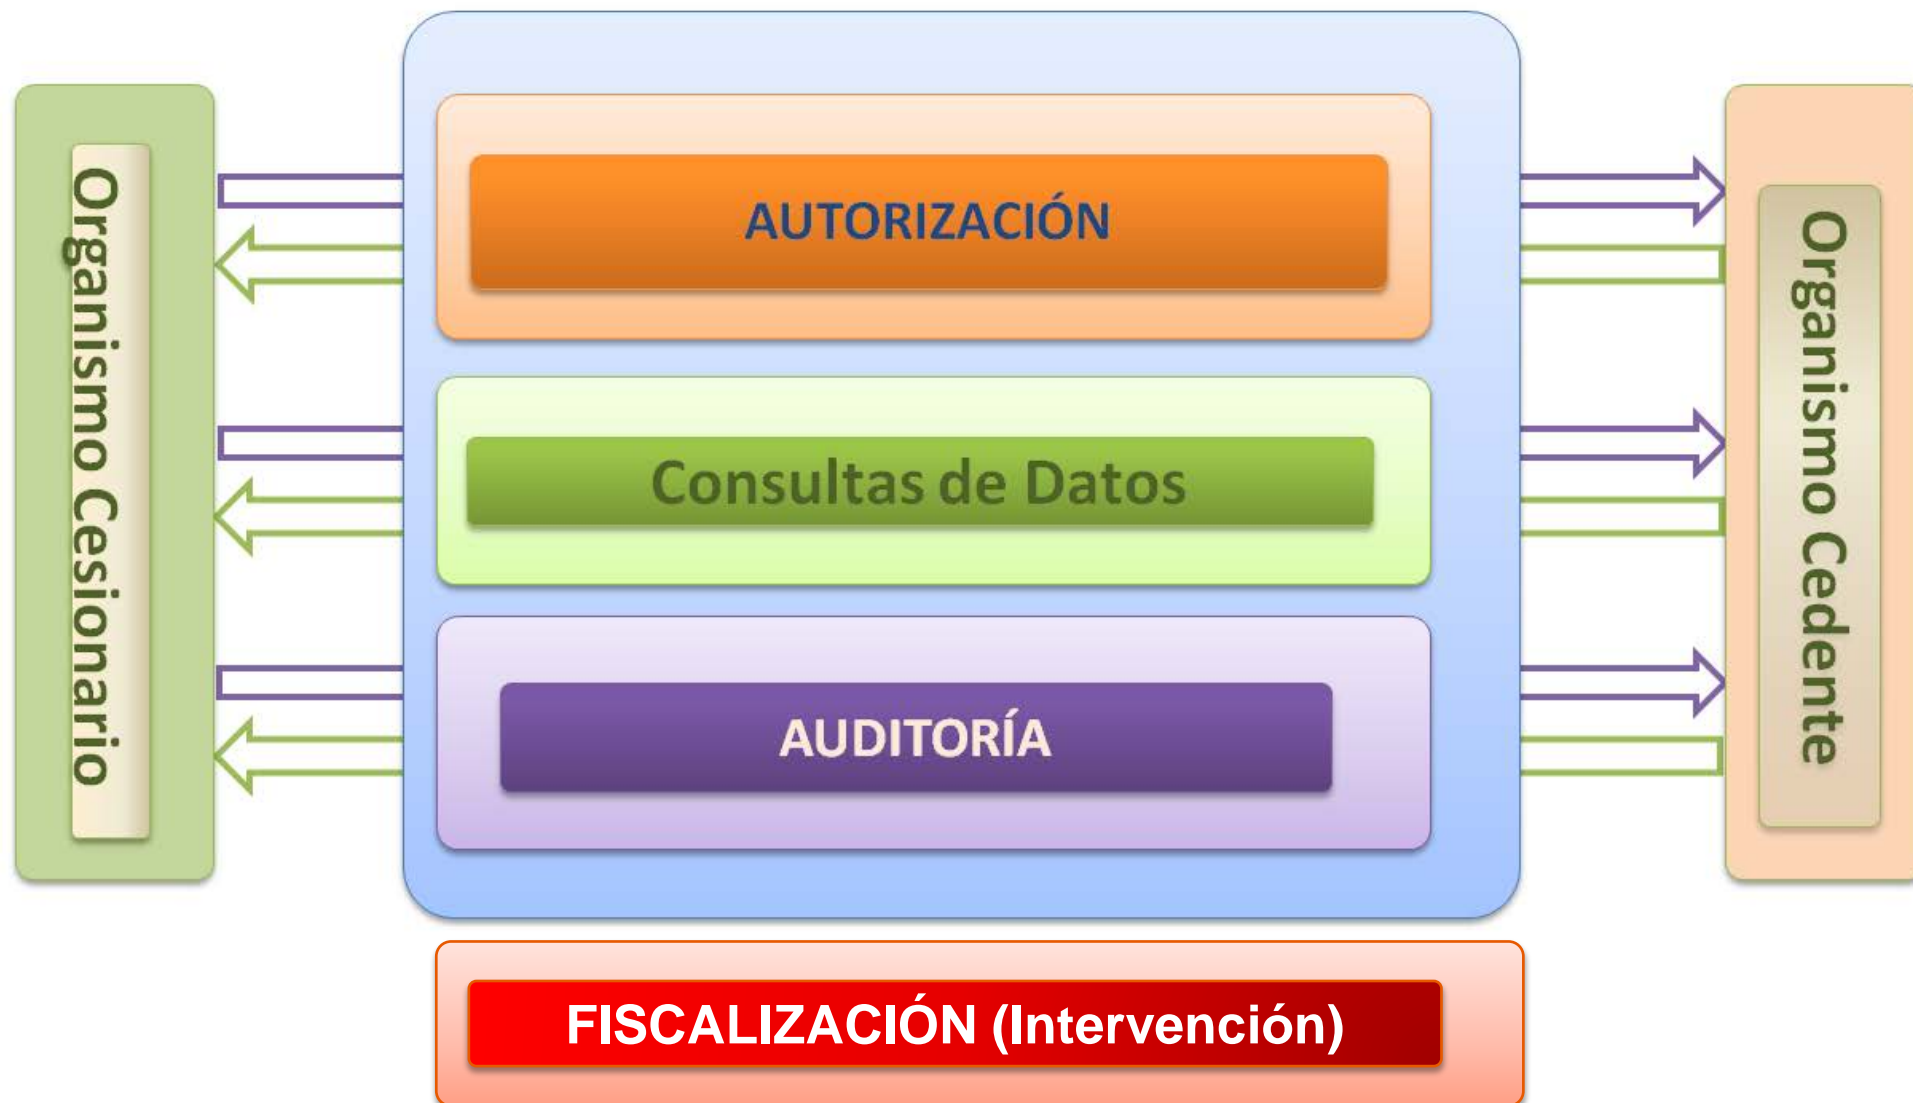 Organismo Cesionario
AUTORIZACIÓN
Consultas de Datos
AUDITORÍA
Organismo Cedente
FISCALIZACIÓN (Intervención)